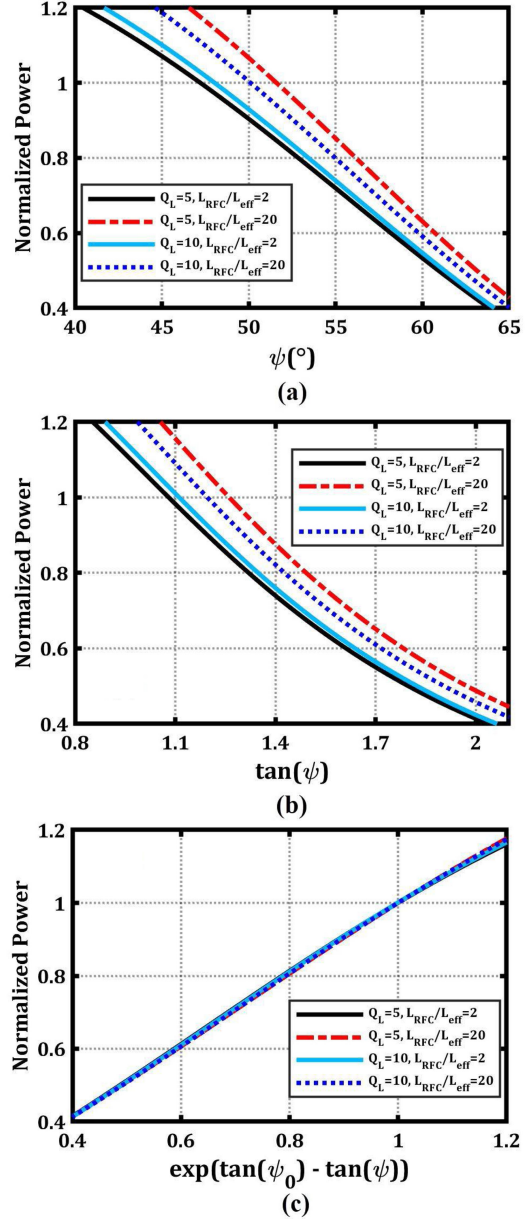 1.2
1
0.8
0.6
0.4
Normalized Power
Q_L=5, L_RFC/L_eff=2
Q_L=5, L_RFC/L_eff=20
Q_L=10, L_RFC/L_eff=2
Q_L=10, L_RFC/L_eff=20
40 45 50 55 60 65
ψ(°)
(a)
1.2
1
0.8
0.6
0.4
Normalized Power
Q_L=5, L_RFC/L_eff=2
Q_L=5, L_RFC/L_eff=20
Q_L=10, L_RFC/L_eff=2
Q_L=10, L_RFC/L_eff=20
0.8 1.1 1.4 1.7 2
tan(ψ)
(b)
1.2
1
0.8
0.6
0.4
Normalized Power
Q_L=5, L_RFC/L_eff=2
Q_L=5, L_RFC/L_eff=20
Q_L=10, L_RFC/L_eff=2
Q_L=10, L_RFC/L_eff=20
0.4 0.6 0.8 1 1.2
exp(tan(ψ_0) - tan(ψ))
(c)